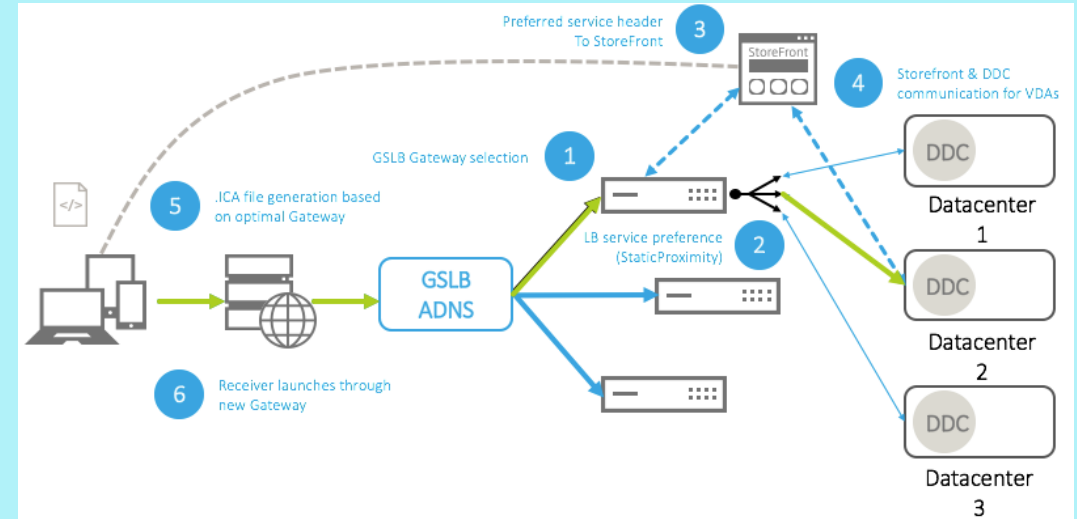 Preferred service header
To StoreFront
3
StoreFront
4
Storefront & DDC
communication for VDAs
GSLB Gateway selection
1
DDC
Datacenter
1
</>
5
.ICA file generation based
on optimal Gateway
LB service preference
(StaticProximity)
2
GSLB
ADNS
DDC
Datacenter
2
6
Receiver launches through
new Gateway
DDC
Datacenter
3